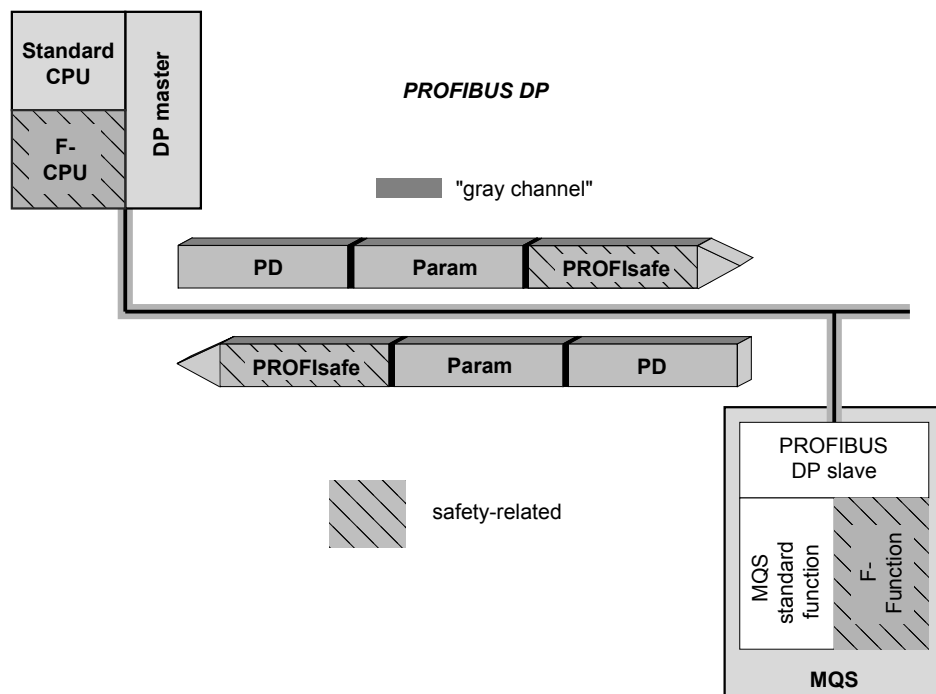 Standard
CPU
F-
CPU
DP master
PROFIBUS DP
"gray channel"
PD
Param
PROFIsafe
PROFIsafe
Param
PD
safety-related
PROFIBUS
DP slave
MQS
standard
function
F-
Function
MQS